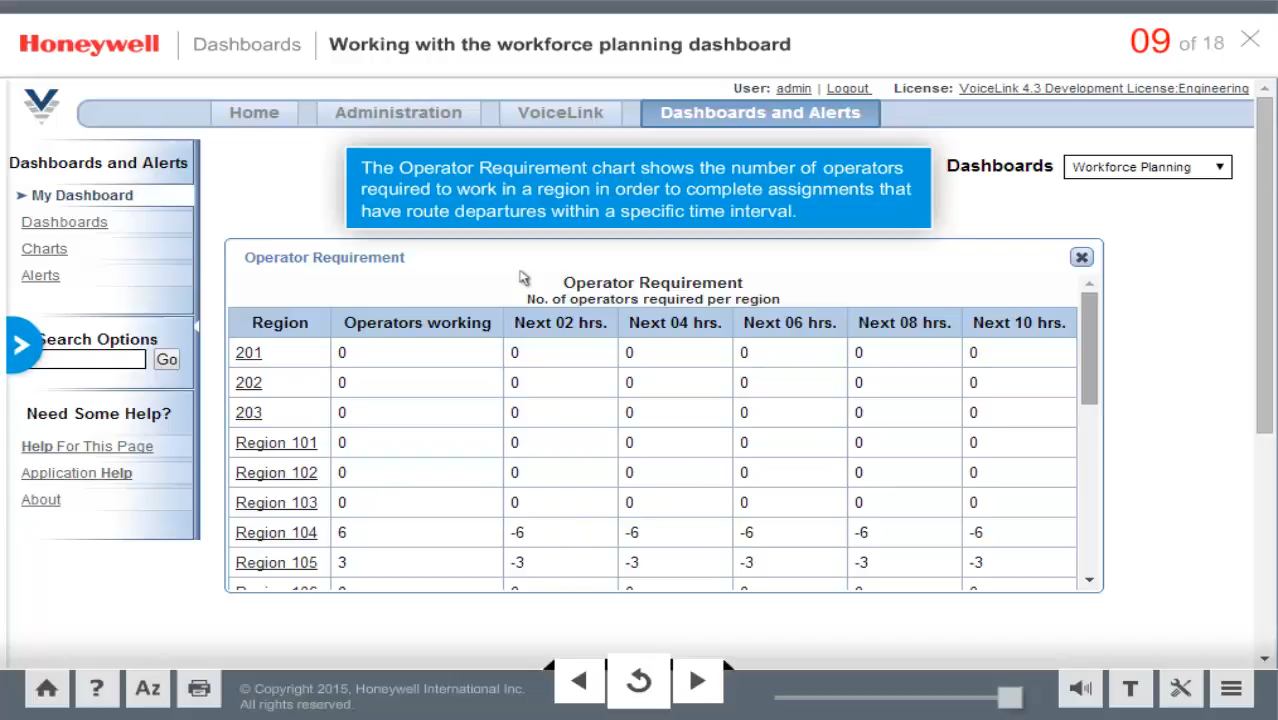 Honeywell
Dashboards
Working with the workforce planning dashboard
09 of 18
User: admin | Logout License: VoiceLink 4.3 Development License:Engineering
Home
Administration
VoiceLink
Dashboards and Alerts
Dashboards and Alerts
My Dashboard
Dashboards
Charts
Alerts
Search Options
Go
Need Some Help?
Help For This Page
Application Help
About
The Operator Requirement chart shows the number of operators
required to work in a region in order to complete assignments that
have route departures within a specific time interval.
Dashboards Workforce Planning
Operator Requirement
Operator Requirement
No. of operators required per region
Region Operators working Next 02 hrs. Next 04 hrs. Next 06 hrs. Next 08 hrs. Next 10 hrs.
201 0 0 0 0 0 0
202 0 0 0 0 0 0
203 0 0 0 0 0 0
Region 101 0 0 0 0 0 0
Region 102 0 0 0 0 0 0
Region 103 0 0 0 0 0 0
Region 104 6 -6 -6 -6 -6 -6
Region 105 3 -3 -3 -3 -3 -3
? Az
© Copyright 2015, Honeywell International Inc.
All rights reserved.
T